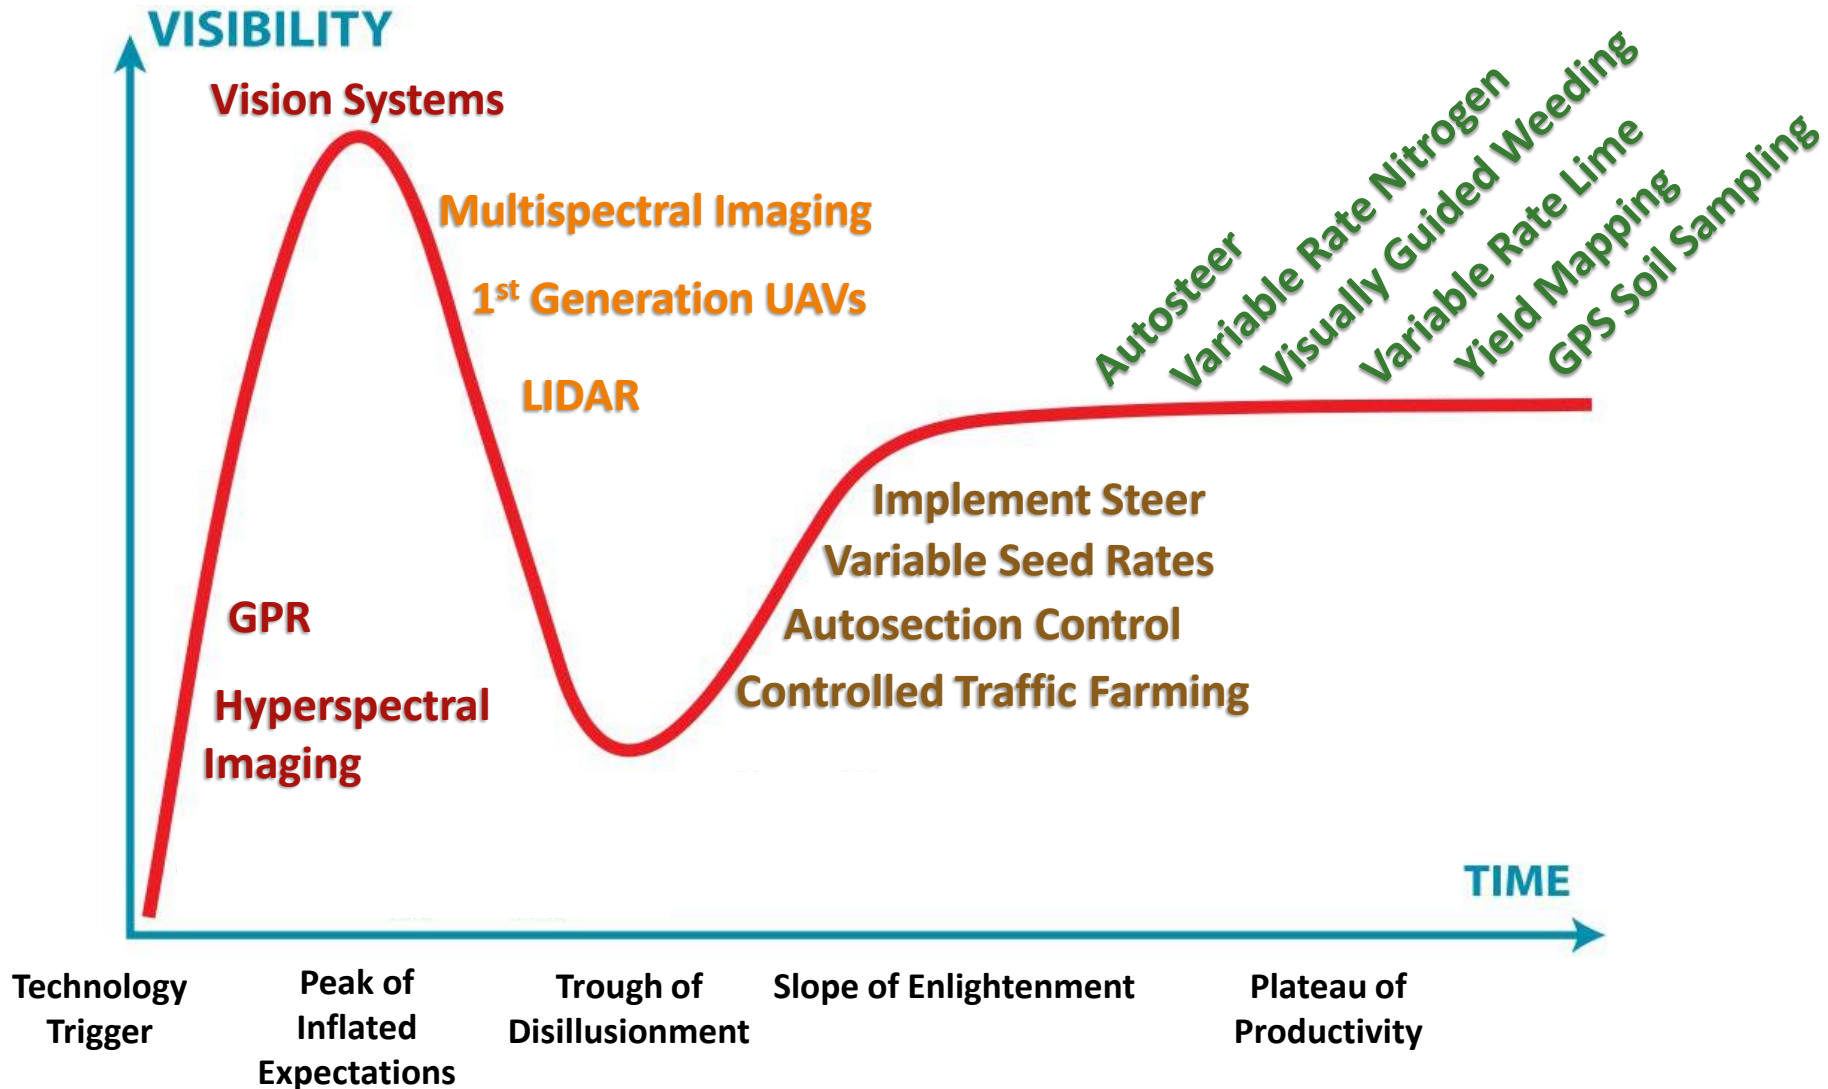 VISIBILITY
Vision Systems
Multispectral Imaging
1st Generation UAVs
LIDAR
GPR
Hyperspectral
Imaging
Autosteer
Variable Rate Nitrogen
Visually Guided Weeding
Variable Rate Lime
Yield Mapping
GPS Soil Sampling
Implement Steer
Variable Seed Rates
Autosection Control
Controlled Traffic Farming
TIME
Technology
Trigger
Peak of
Inflated
Expectations
Trough of
Disillusionment
Slope of Enlightenment
Plateau of
Productivity